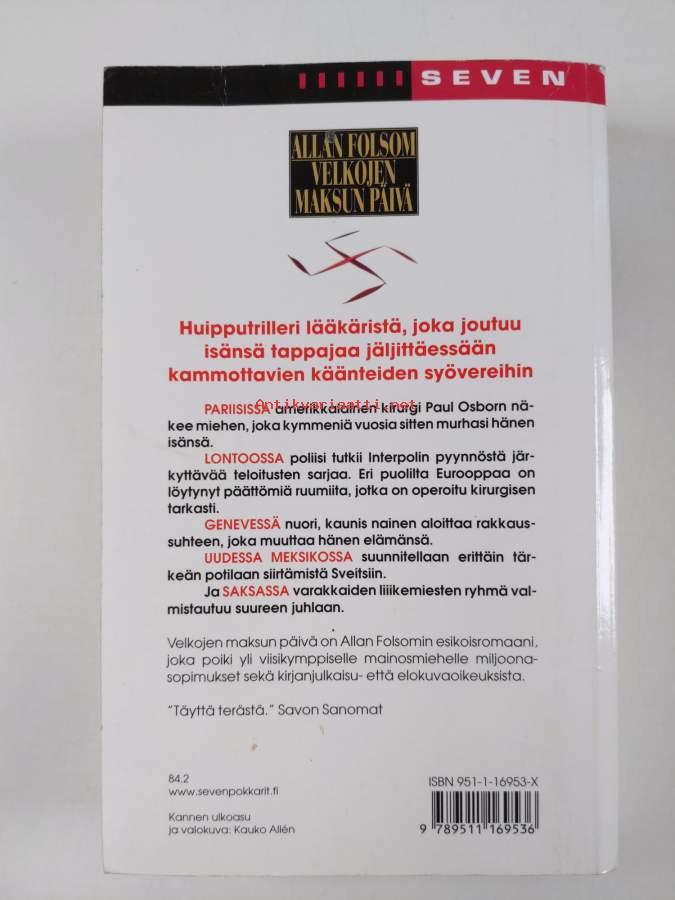 SEVEN
ALLAN FOLSOM
VELKOJEN
MAKSUN PÄIVÄ
Huipputrilleri lääkäristä, joka joutuu
isänsä tappajaa jäljittäessään
kammottavien käänteiden syövereihin
Antikvariaatti.net
PARIISISSA amerikkalainen kirurgi Paul Osborn nä-
kee miehen, joka kymmeniä vuosia sitten murhasi hänen
isänsä.
LONTOOSSA poliisi tutkii Interpolin pyynnöstä jär-
kyttävää teloitusten sarjaa. Eri puolilta Eurooppaa on
löytynyt päättömiä ruumiita, jotka on operoitu kirurgisen
tarkasti.
GENEVESSÄ nuori, kaunis nainen aloittaa rakkaus-
suhteen, joka muuttaa hänen elämänsä.
UUDESSA MEKSIKOSSA suunnitellaan erittäin tär-
keän potilaan siirtämistä Sveitsiin.
Ja SAKSASSA varakkaiden liiikemiesten ryhmä val-
mistautuu suureen juhlaan.
Velkojen maksun päivä on Allan Folsomin esikoisromaani,
joka poiki yli viisikymppiselle mainosmiehelle miljoona-
sopimukset sekä kirjanjulkaisu- että elokuvaoikeuksista.
"Täyttä terästä." Savon Sanomat
84.2
www.sevenpokkarit.fi
Kannen ulkoasu
ja valokuva: Kauko Allén
ISBN 951-1-16953-X
9 789511 169536